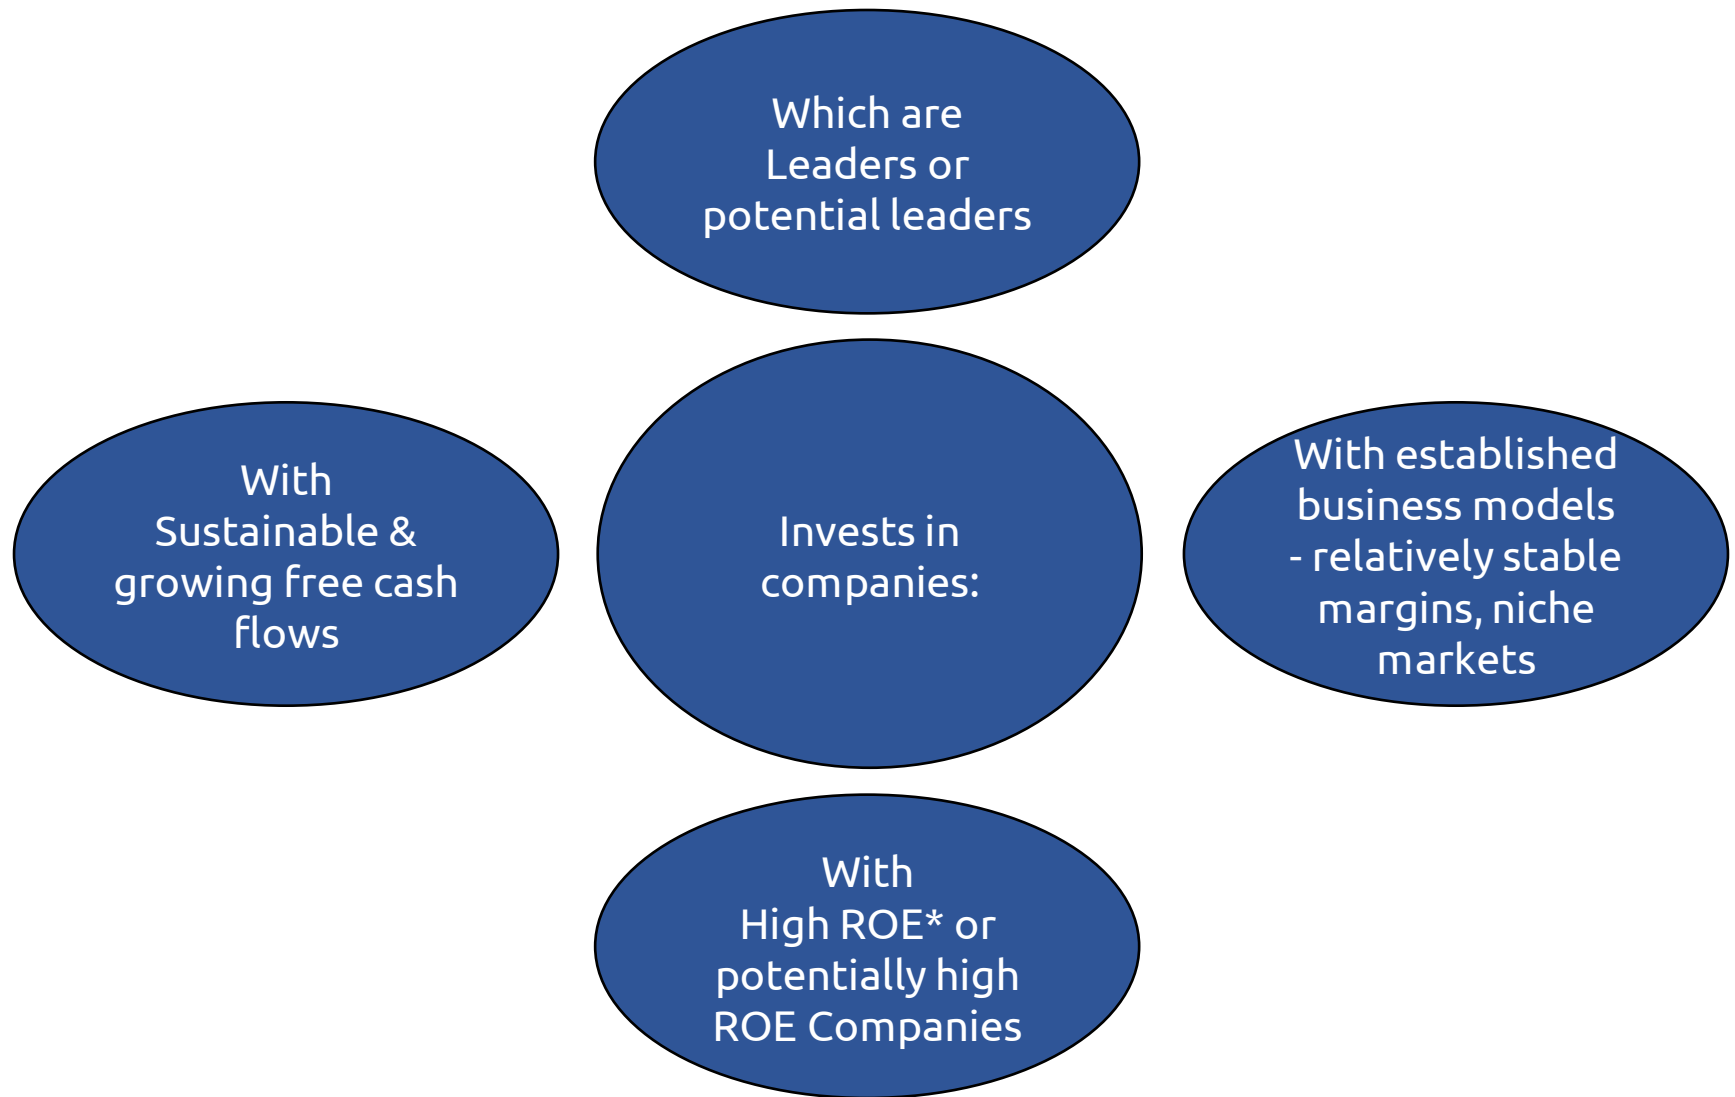 Which are
Leaders or
potential leaders
With
Sustainable &
growing free cash
flows
Invests in
companies:
With established
business models
- relatively stable
margins, niche
markets
With
High ROE* or
potentially high
ROE Companies